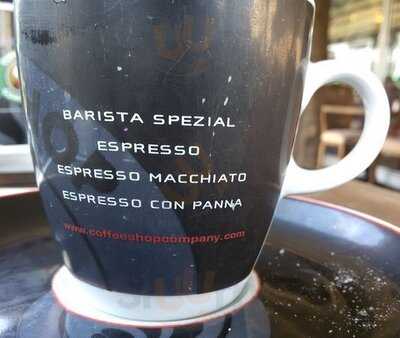 BARISTA SPEZIAL
ESPRESSO
ESPRESSO MACCHIATO
ESPRESSO CON PANNA
www.coffeeshopcompany.com